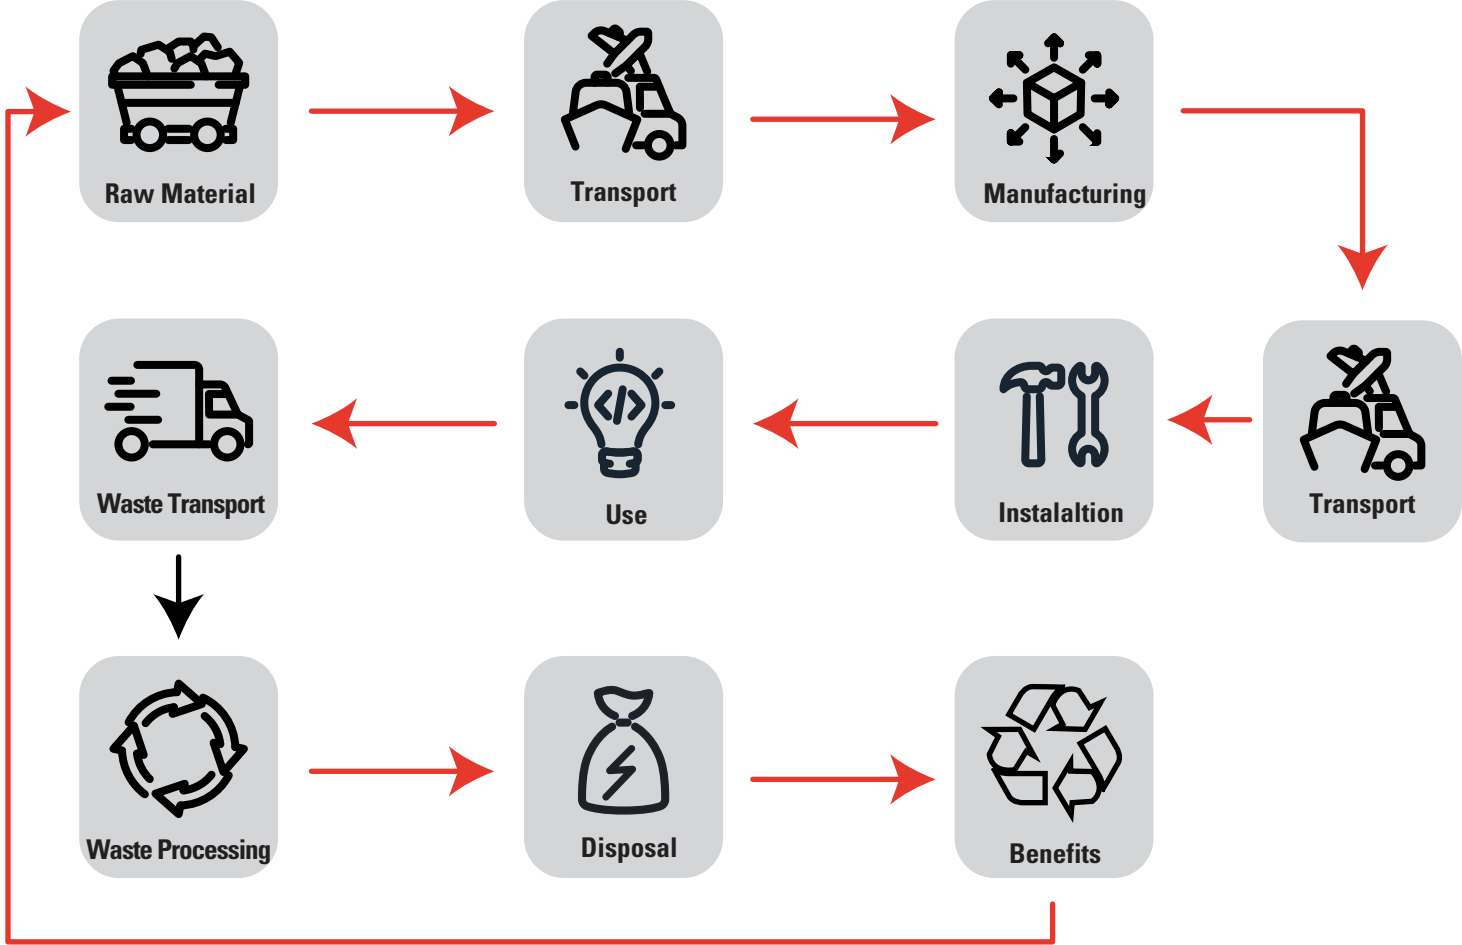 Raw Material
Transport
Manufacturing
Transport
Instalaltion
Use
Waste Transport
Waste Processing
Disposal
Benefits